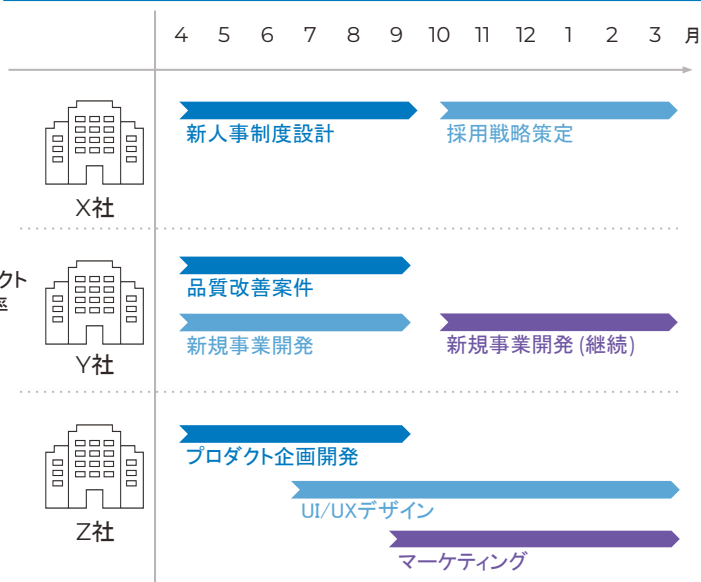 4 5 6 7 8 9 10 11 12 1 2 3 月
新人事制度設計 採用戦略策定
X社
品質改善案件
クト
率
新規事業開発 新規事業開発 (継続)
Y社
プロダクト企画開発
UI/UXデザイン
Z社
マーケティング